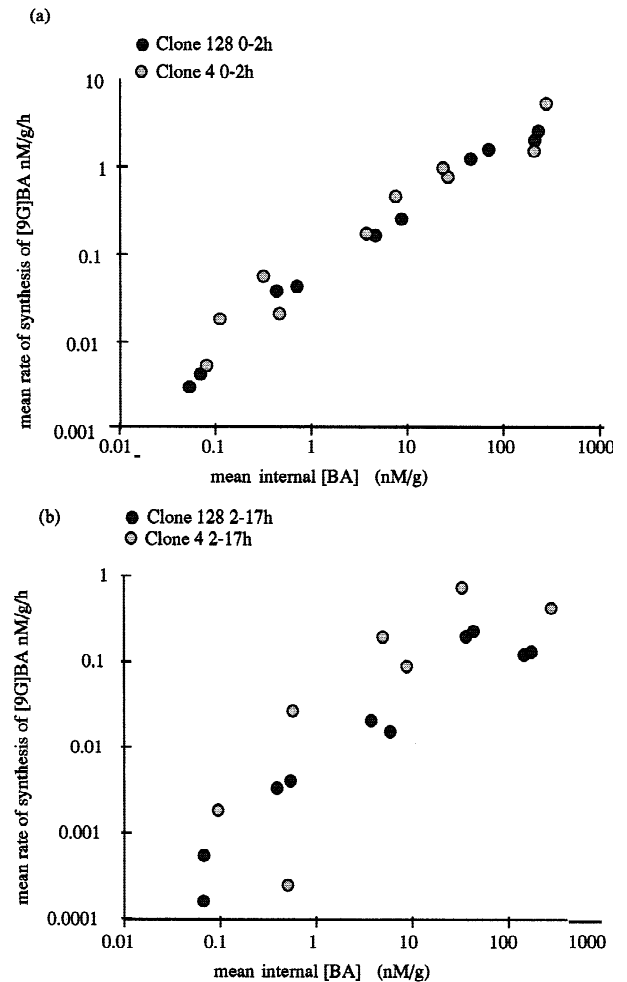 (a)
Clone 128 0-2h
Clone 4 0-2h
mean rate of synthesis of [9G]BA nM/g/h
10
1
0.1
0.01
0.001
0.01 0.1 1 10 100 1000
mean internal [BA] (nM/g)
(b)
Clone 128 2-17h
Clone 4 2-17h
mean rate of synthesis of [9G]BA nM/g/h
1
0.1
0.01
0.001
0.0001
0.01 0.1 1 10 100 1000
mean internal [BA] (nM/g)